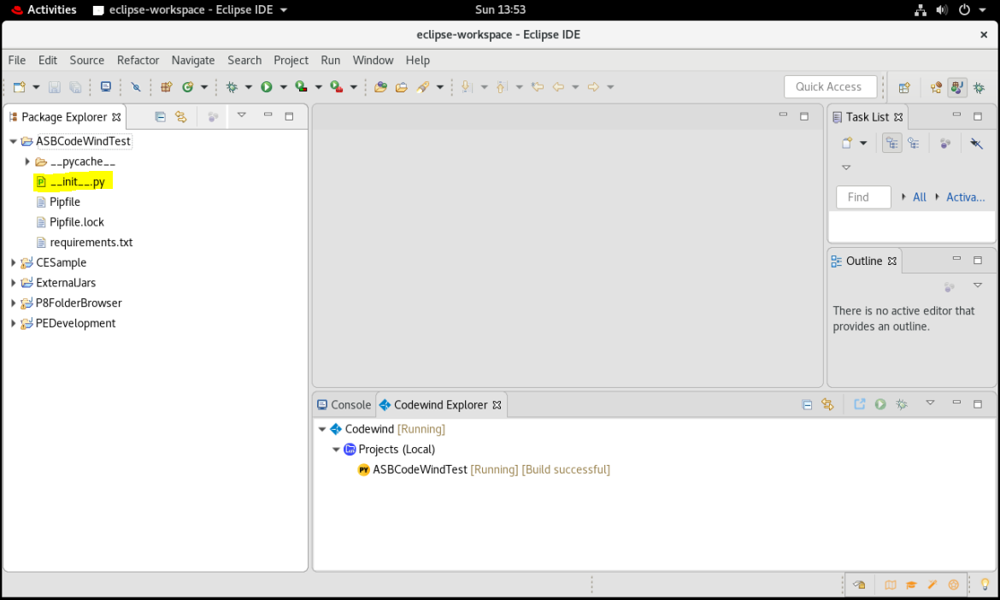 Activities eclipse-workspace - Eclipse IDE Sun 13:53
eclipse-workspace - Eclipse IDE
File Edit Source Refactor Navigate Search Project Run Window Help
Quick Access
Package Explorer
ASBCodeWindTest
__pycache__
__init__.py
Pipfile
Pipfile.lock
requirements.txt
CESample
ExternalJars
P8FolderBrowser
PEDevelopment
Task List
Find All Activa...
Outline
There is no active editor that
provides an outline.
Console Codewind Explorer
Codewind [Running]
Projects (Local)
PY ASBCodeWindTest [Running] [Build successful]